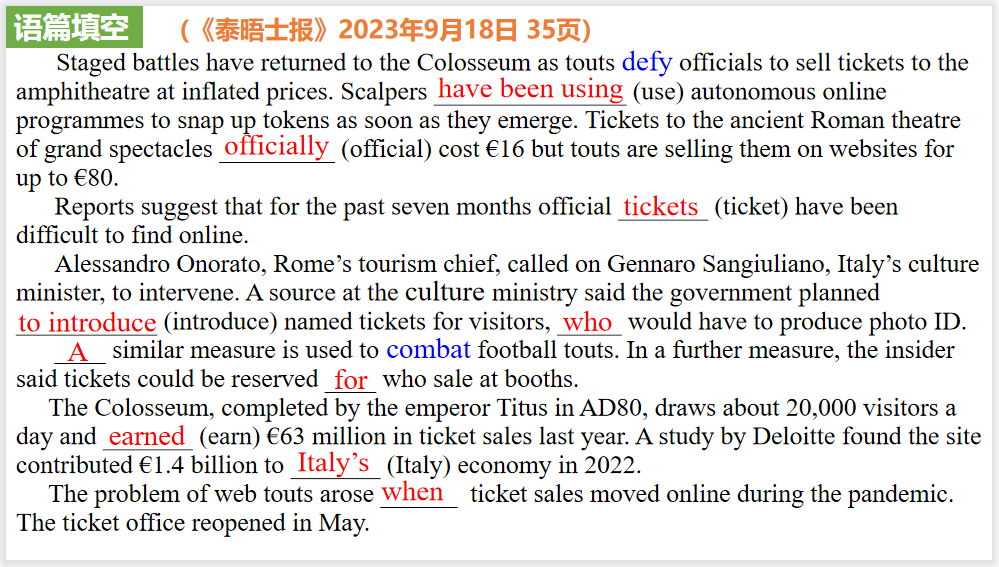 语篇填空 (《泰晤士报》2023年9月18日 35页)
Staged battles have returned to the Colosseum as touts defy officials to sell tickets to the
amphitheatre at inflated prices. Scalpers have been using (use) autonomous online
programmes to snap up tokens as soon as they emerge. Tickets to the ancient Roman theatre
of grand spectacles officially (official) cost €16 but touts are selling them on websites for
up to €80.
Reports suggest that for the past seven months official tickets (ticket) have been
difficult to find online.
Alessandro Onorato, Rome’s tourism chief, called on Gennaro Sangiuliano, Italy’s culture
minister, to intervene. A source at the culture ministry said the government planned
to introduce (introduce) named tickets for visitors, who would have to produce photo ID.
A similar measure is used to combat football touts. In a further measure, the insider
said tickets could be reserved for who sale at booths.
The Colosseum, completed by the emperor Titus in AD80, draws about 20,000 visitors a
day and earned (earn) €63 million in ticket sales last year. A study by Deloitte found the site
contributed €1.4 billion to Italy’s (Italy) economy in 2022.
The problem of web touts arose when ticket sales moved online during the pandemic.
The ticket office reopened in May.